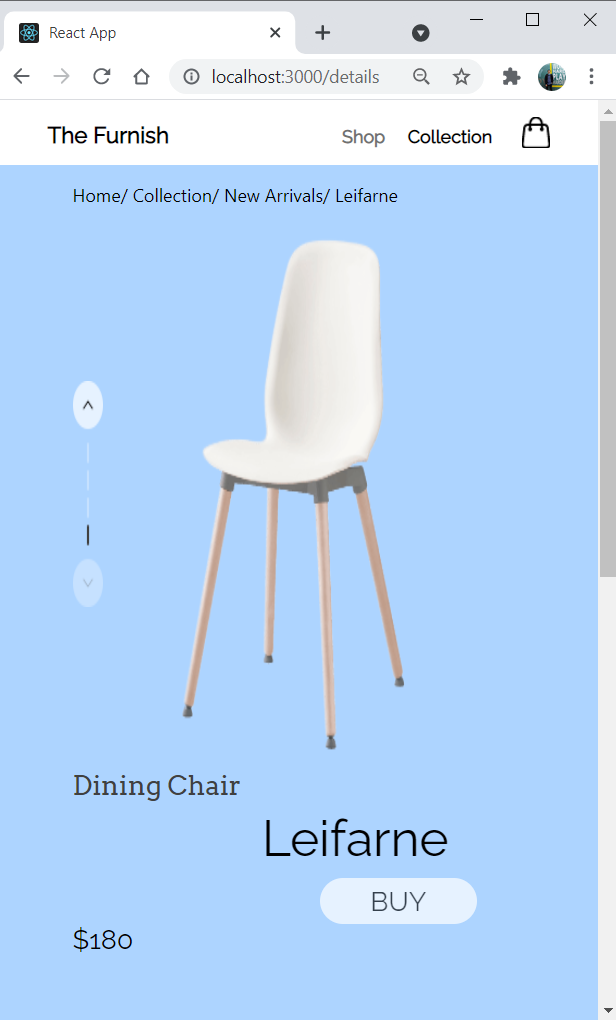 React App
localhost:3000/details
The Furnish
Shop Collection
Home/ Collection/ New Arrivals/ Leifarne
Dining Chair
Leifarne
BUY
$180